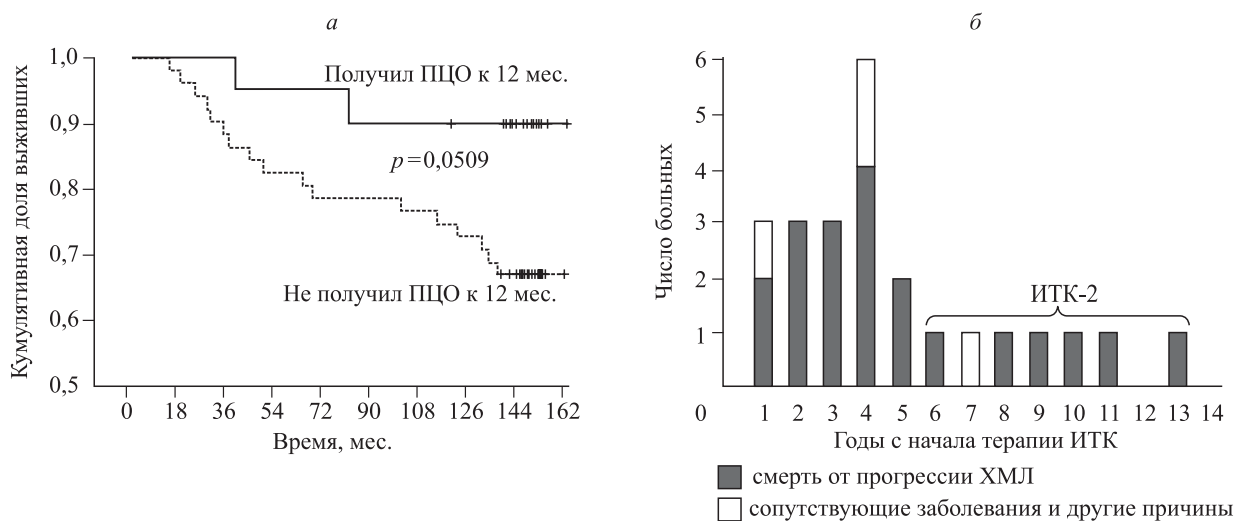 а
Кумулятивная доля выживших
1,0
0,9
0,8
0,7
0,6
0,5
Получил ПЦО к 12 мес.
p=0,0509
Не получил ПЦО к 12 мес.
0 18 36 54 72 90 108 126 144 162
Время, мес.
б
Число больных
6
5
4
3
2
1
ИТК-2
0 1 2 3 4 5 6 7 8 9 10 11 12 13 14
Годы с начала терапии ИТК
смерть от прогрессии ХМЛ
сопутствующие заболевания и другие причины